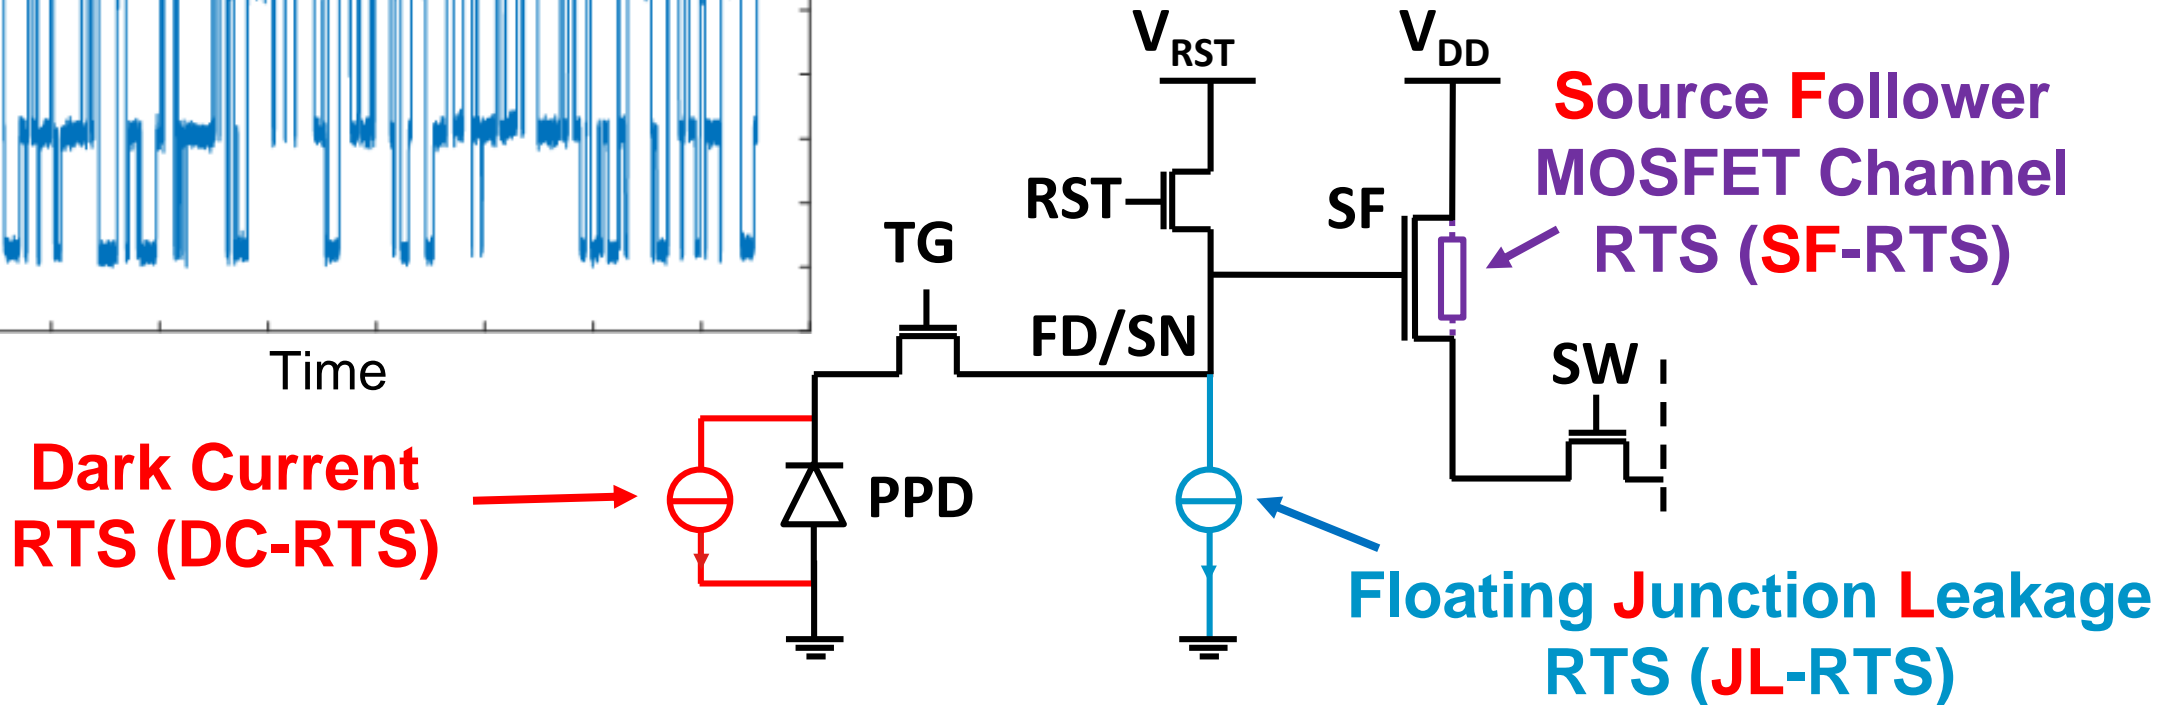 V_RST
V_DD
Source Follower
MOSFET Channel
RTS (SF-RTS)
RST
SF
TG
FD/SN
SW
Time
Dark Current
RTS (DC-RTS)
PPD
Floating Junction Leakage
RTS (JL-RTS)